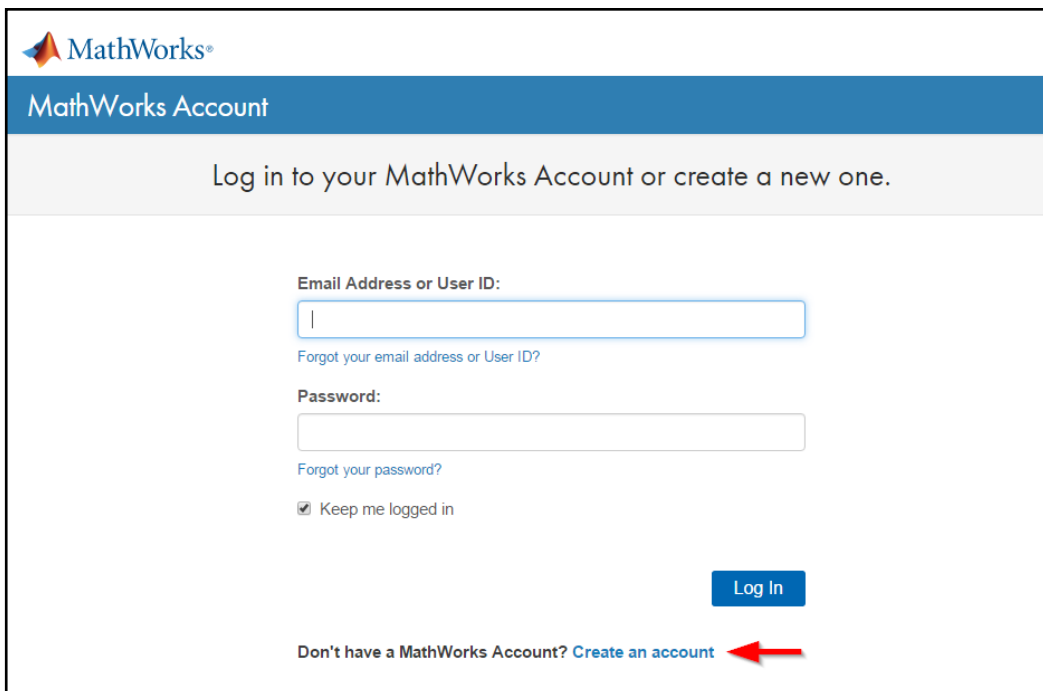 MathWorks®
MathWorks Account
Log in to your MathWorks Account or create a new one.
Email Address or User ID:
Forgot your email address or User ID?
Password:
Forgot your password?
Keep me logged in
Log In
Don't have a MathWorks Account? Create an account